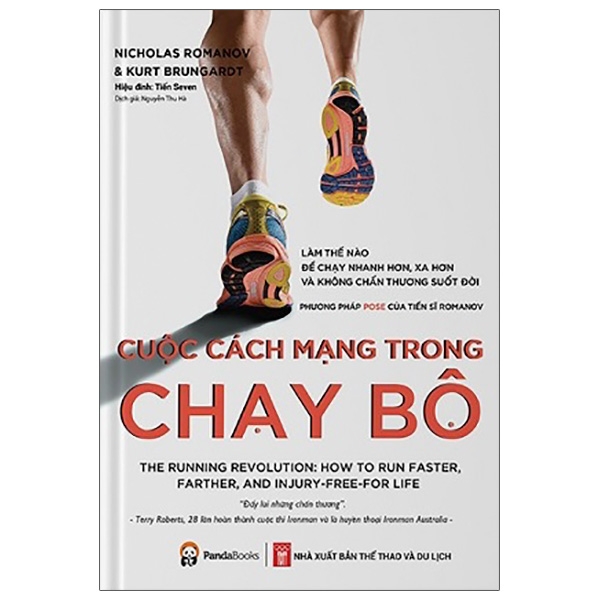 NICHOLAS ROMANOV
& KURT BRUNGARDT
Hiệu đính: Tiến Seven
Dịch giả: Nguyễn Thu Hà
LÀM THẾ NÀO
ĐỂ CHẠY NHANH HƠN, XA HƠN
VÀ KHÔNG CHẤN THƯƠNG SUỐT ĐỜI
PHƯƠNG PHÁP POSE CỦA TIẾN SĨ ROMANOV
CUỘC CÁCH MẠNG TRONG
CHẠY BỘ
THE RUNNING REVOLUTION: HOW TO RUN FASTER,
FARTHER, AND INJURY-FREE-FOR LIFE
"Đẩy lùi những chấn thương".
- Terry Roberts, 28 lần hoàn thành cuộc thi Ironman và là huyền thoại Ironman Australia -
PandaBooks
NHÀ XUẤT BẢN THỂ THAO VÀ DU LỊCH